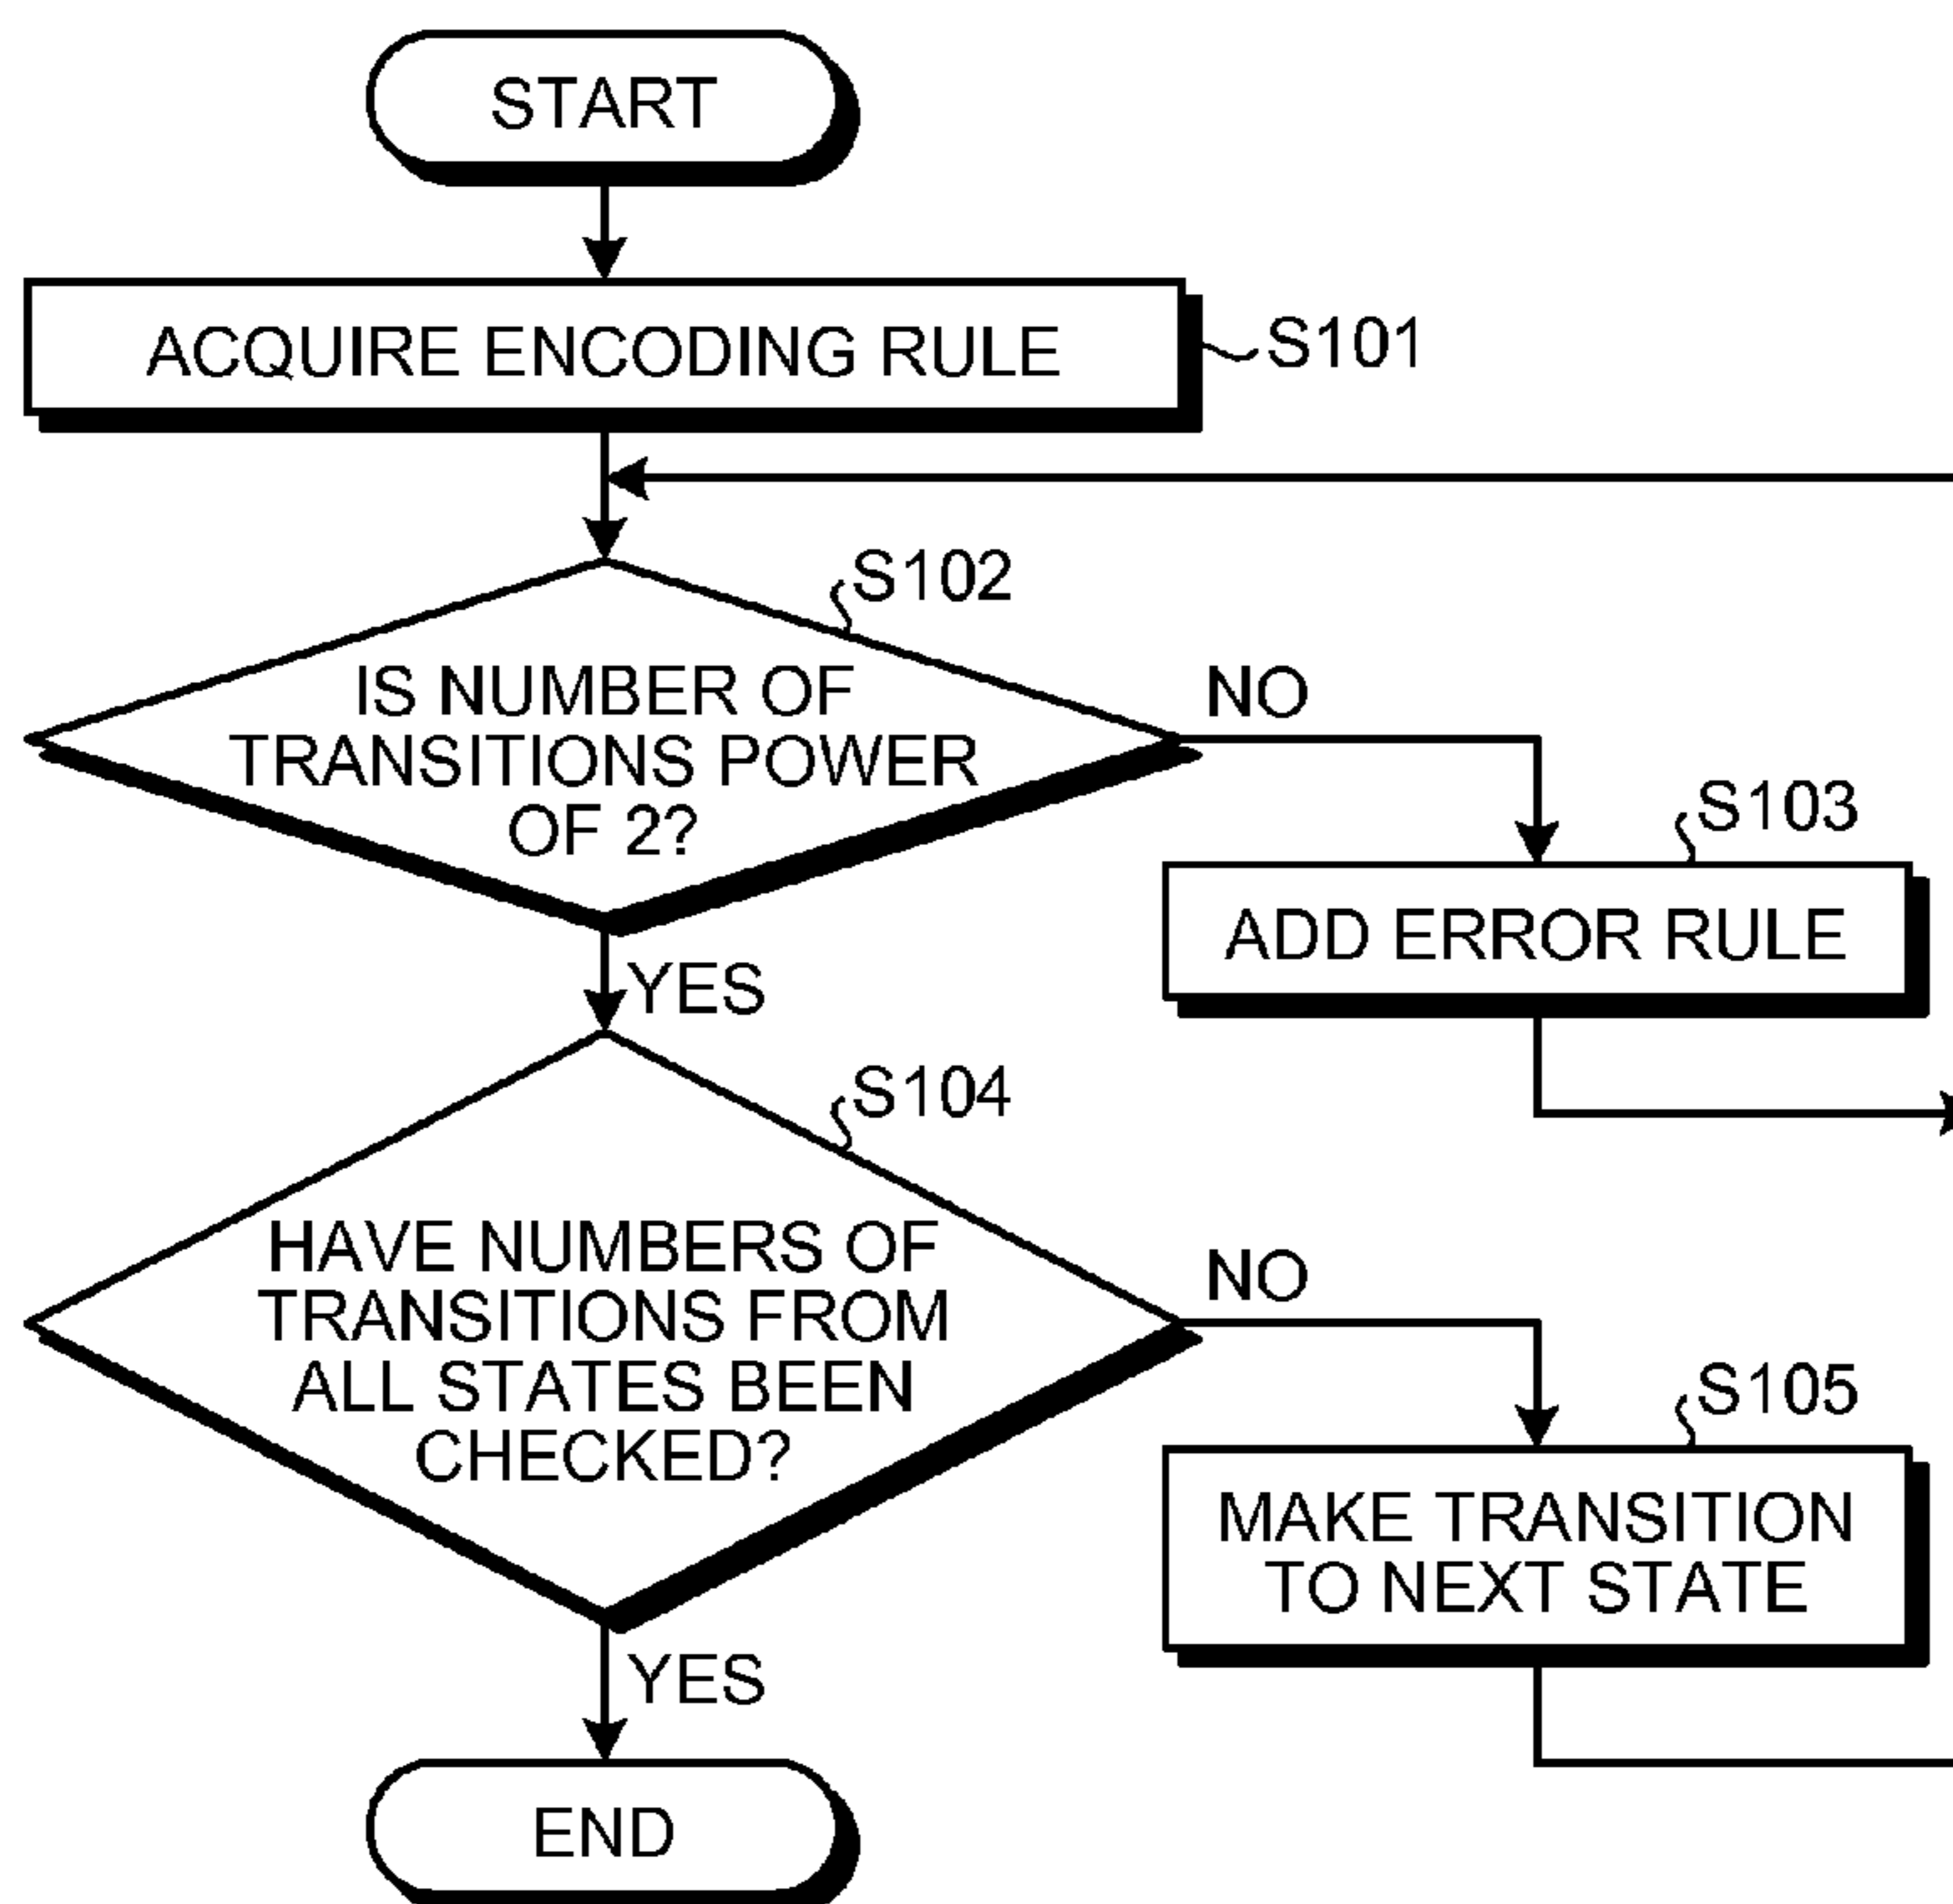 START
ACQUIRE ENCODING RULE
S101
S102
IS NUMBER OF
TRANSITIONS POWER
OF 2?
NO
S103
ADD ERROR RULE
YES
S104
HAVE NUMBERS OF
TRANSITIONS FROM
ALL STATES BEEN
CHECKED?
NO
S105
MAKE TRANSITION
TO NEXT STATE
YES
END